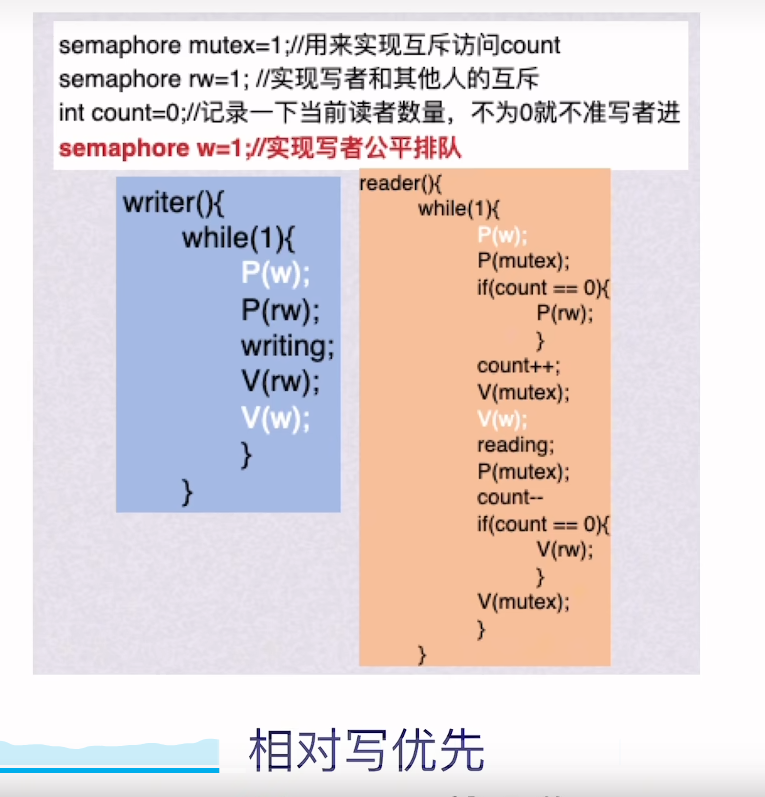 semaphore mutex=1;//用来实现互斥访问count
semaphore rw=1; //实现写者和其他人的互斥
int count=0;//记录一下当前读者数量，不为0就不准写者进
semaphore w=1;//实现写者公平排队
writer(){
while(1){
P(w);
P(rw);
writing;
V(rw);
V(w);
}
}
reader(){
while(1){
P(w);
P(mutex);
if(count == 0){
P(rw);
}
count++;
V(mutex);
V(w);
reading;
P(mutex);
count--
if(count == 0){
V(rw);
}
V(mutex);
}
}
相对写优先